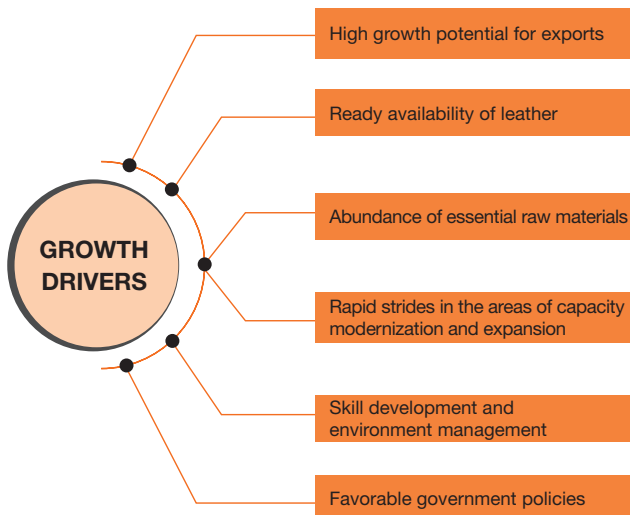 GROWTH
DRIVERS
High growth potential for exports
Ready availability of leather
Abundance of essential raw materials
Rapid strides in the areas of capacity
modernization and expansion
Skill development and
environment management
Favorable government policies